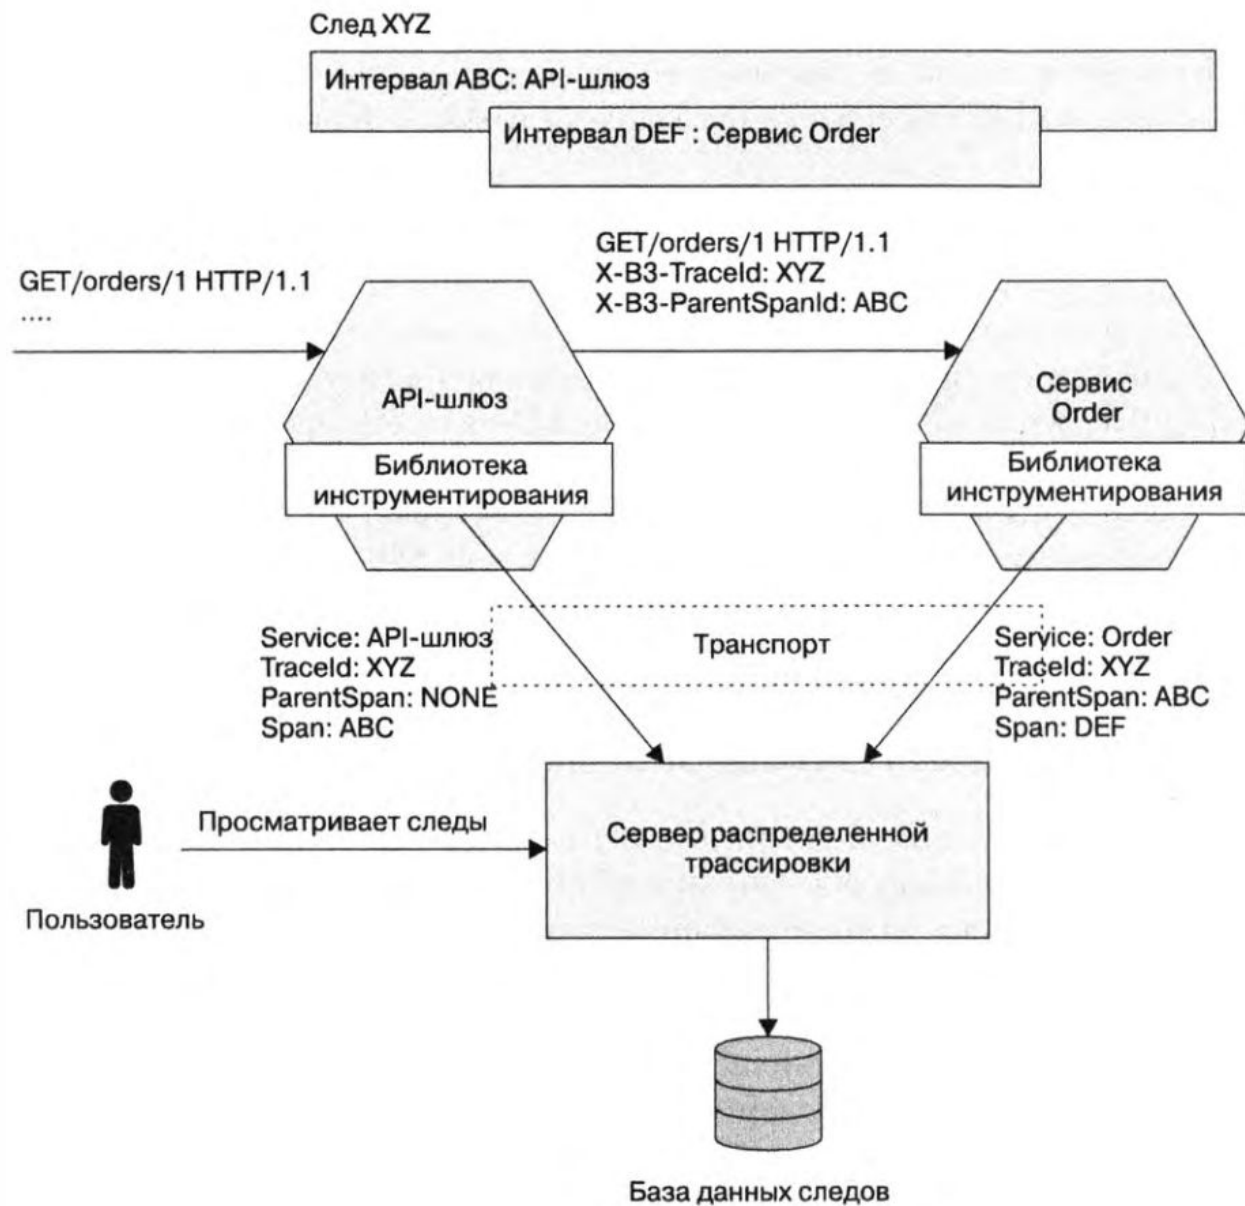 След XYZ
Интервал ABC: API-шлюз
Интервал DEF : Сервис Order
GET/orders/1 HTTP/1.1
....
GET/orders/1 HTTP/1.1
X-B3-TraceId: XYZ
X-B3-ParentSpanId: ABC
API-шлюз
Библиотека
инструментирования
Сервис
Order
Библиотека
инструментирования
Service: API-шлюз
TraceId: XYZ
ParentSpan: NONE
Span: ABC
Транспорт
Service: Order
TraceId: XYZ
ParentSpan: ABC
Span: DEF
Просматривает следы
Пользователь
Сервер распределенной
трассировки
База данных следов